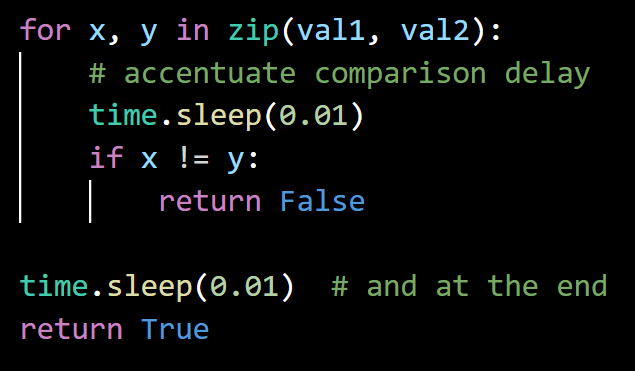 for x, y in zip(val1, val2):
    # accentuate comparison delay
    time.sleep(0.01)
    if x != y:
        return False

time.sleep(0.01)  # and at the end
return True